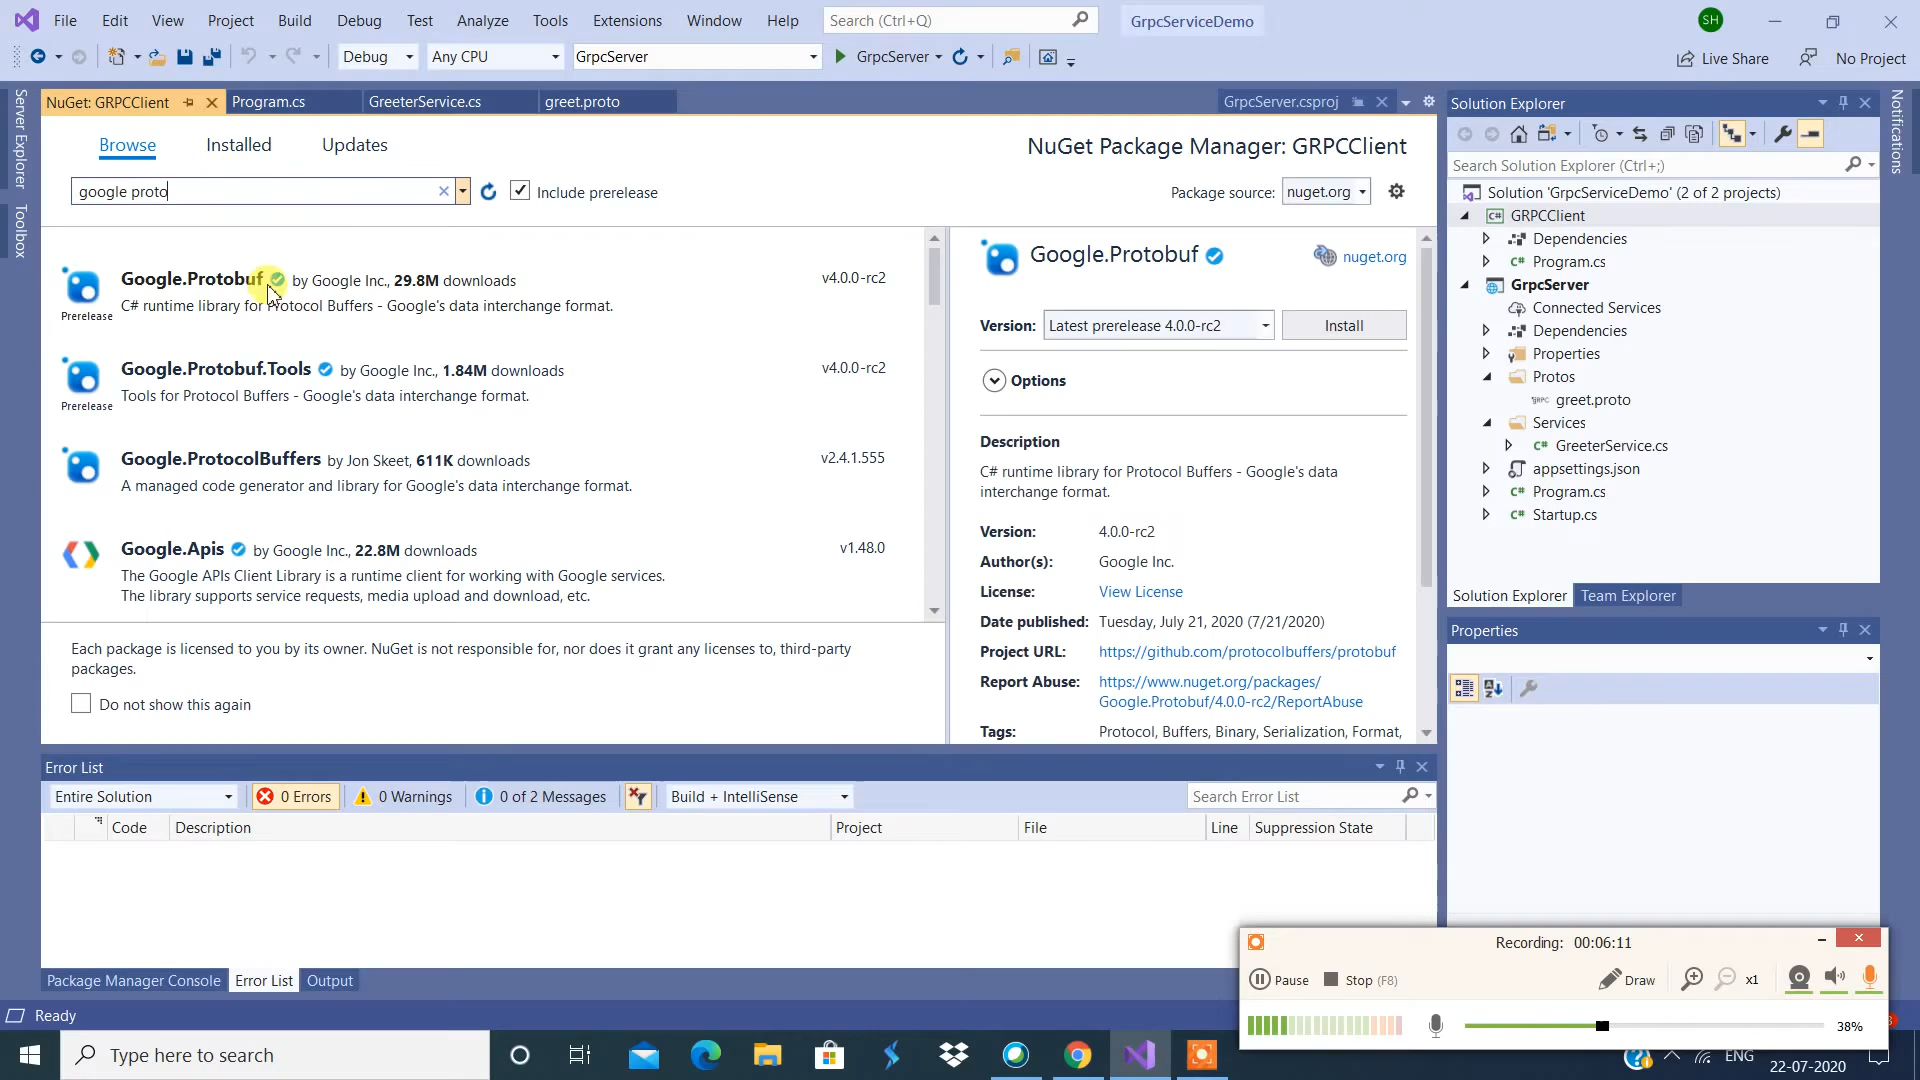 File Edit View Project Build Debug Test Analyze Tools Extensions Window Help Search (Ctrl+Q) GrpcServiceDemo SH
Debug Any CPU GrpcServer GrpcServer Live Share No Project
Server Explorer
Toolbox
Notifications
NuGet: GRPCClient Program.cs GreeterService.cs greet.proto GrpcServer.csproj
Browse Installed Updates
NuGet Package Manager: GRPCClient
google proto Include prerelease Package source: nuget.org
Google.Protobuf by Google Inc., 29.8M downloads v4.0.0-rc2
C# runtime library for Protocol Buffers - Google's data interchange format.
Prerelease
Google.Protobuf.Tools by Google Inc., 1.84M downloads v4.0.0-rc2
Tools for Protocol Buffers - Google's data interchange format.
Prerelease
Google.ProtocolBuffers by Jon Skeet, 611K downloads v2.4.1.555
A managed code generator and library for Google's data interchange format.
Google.Apis by Google Inc., 22.8M downloads v1.48.0
The Google APIs Client Library is a runtime client for working with Google services.
The library supports service requests, media upload and download, etc.
Each package is licensed to you by its owner. NuGet is not responsible for, nor does it grant any licenses to, third-party
packages.
Do not show this again
Google.Protobuf nuget.org
Version: Latest prerelease 4.0.0-rc2 Install
Options
Description
C# runtime library for Protocol Buffers - Google's data
interchange format.
Version: 4.0.0-rc2
Author(s): Google Inc.
License: View License
Date published: Tuesday, July 21, 2020 (7/21/2020)
Project URL: https://github.com/protocolbuffers/protobuf
Report Abuse: https://www.nuget.org/packages/
Google.Protobuf/4.0.0-rc2/ReportAbuse
Tags: Protocol, Buffers, Binary, Serialization, Format,
Solution Explorer
Search Solution Explorer (Ctrl+;)
Solution 'GrpcServiceDemo' (2 of 2 projects)
C# GRPCClient
Dependencies
C# Program.cs
GrpcServer
Connected Services
Dependencies
Properties
Protos
GRPC greet.proto
Services
C# GreeterService.cs
appsettings.json
C# Program.cs
C# Startup.cs
Solution Explorer Team Explorer
Properties
Error List
Entire Solution 0 Errors 0 Warnings 0 of 2 Messages Build + IntelliSense Search Error List
Code Description Project File Line Suppression State
Package Manager Console Error List Output
Ready
Recording: 00:06:11
Pause Stop (F8) Draw x1
38%
Type here to search
ENG
22-07-2020